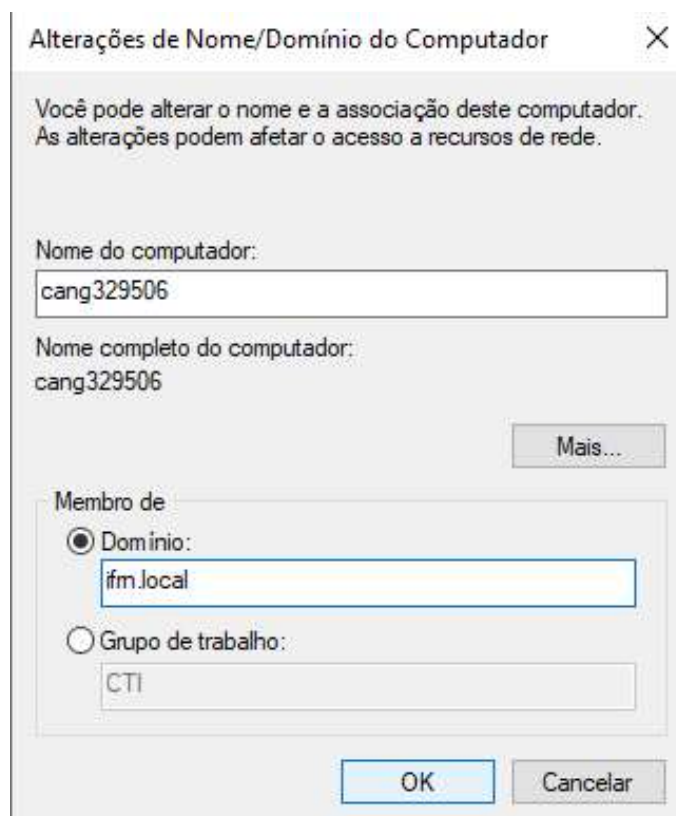 Alterações de Nome/Domínio do Computador
Você pode alterar o nome e a associação deste computador.
As alterações podem afetar o acesso a recursos de rede.
Nome do computador:
cang329506
Nome completo do computador:
cang329506
Mais...
Membro de
Domínio:
ifm.local
Grupo de trabalho:
CTI
OK
Cancelar